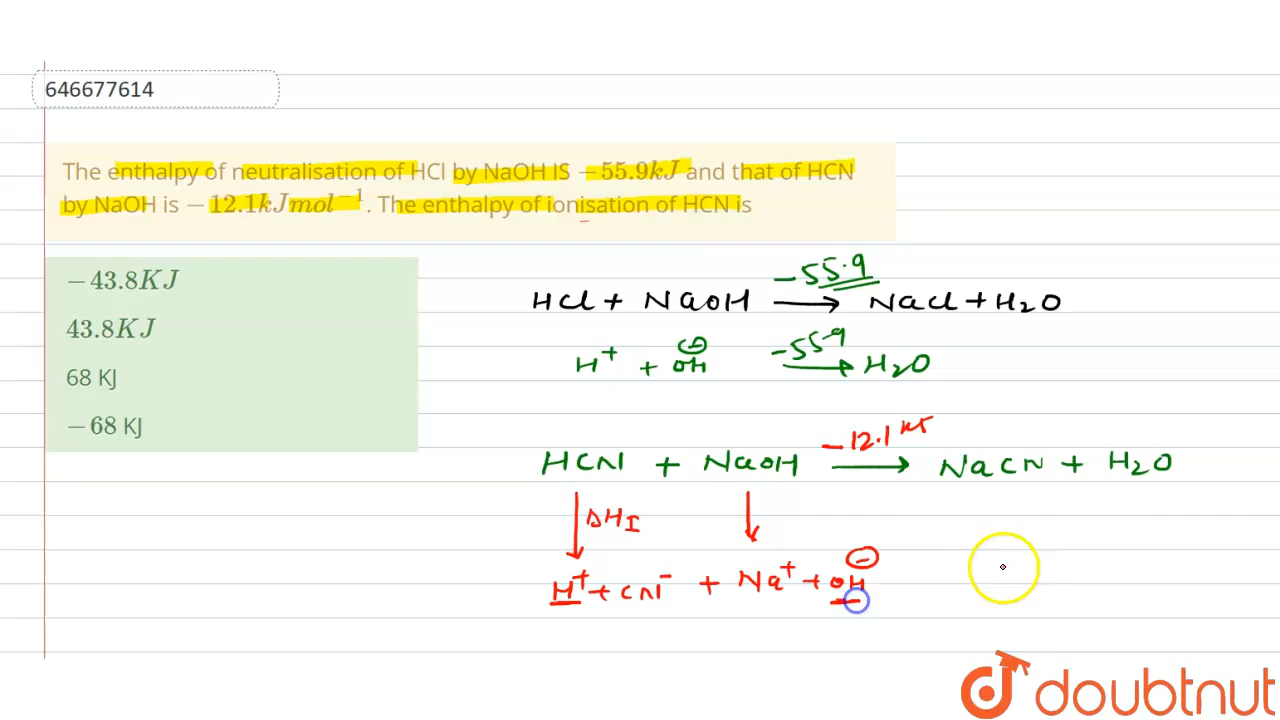 646677614
The enthalpy of neutralisation of HCl by NaOH IS −55.9kJ and that of HCN
by NaOH is −12.1kJmol⁻¹. The enthalpy of ionisation of HCN is
−43.8KJ
43.8KJ
68 KJ
−68 KJ
−55.9
HCl + NaOH → NaCl + H₂O
−55.9
H⁺ + OH⊖ → H₂O
−12.1 kJ
HCN + NaOH → NaCN + H₂O
↓ ΔH_I ↓
H⁺ + CN⁻ + Na⁺ + OH⊖
doubtnut